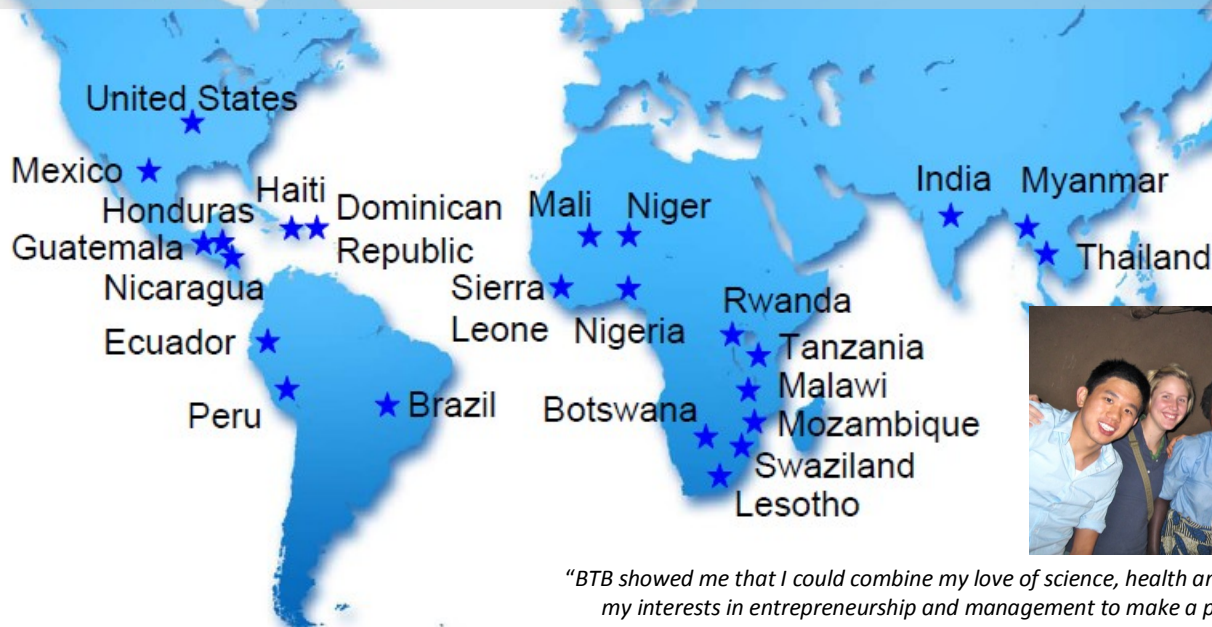 United States
Mexico
Haiti
Honduras
Dominican
Republic
Guatemala
Nicaragua
Ecuador
Peru
Brazil
Mali
Niger
Sierra
Leone
Nigeria
Rwanda
Tanzania
Malawi
Botswana
Mozambique
Swaziland
Lesotho
India
Myanmar
Thailand
“BTB showed me that I could combine my love of science, health
my interests in entrepreneurship and management to make a